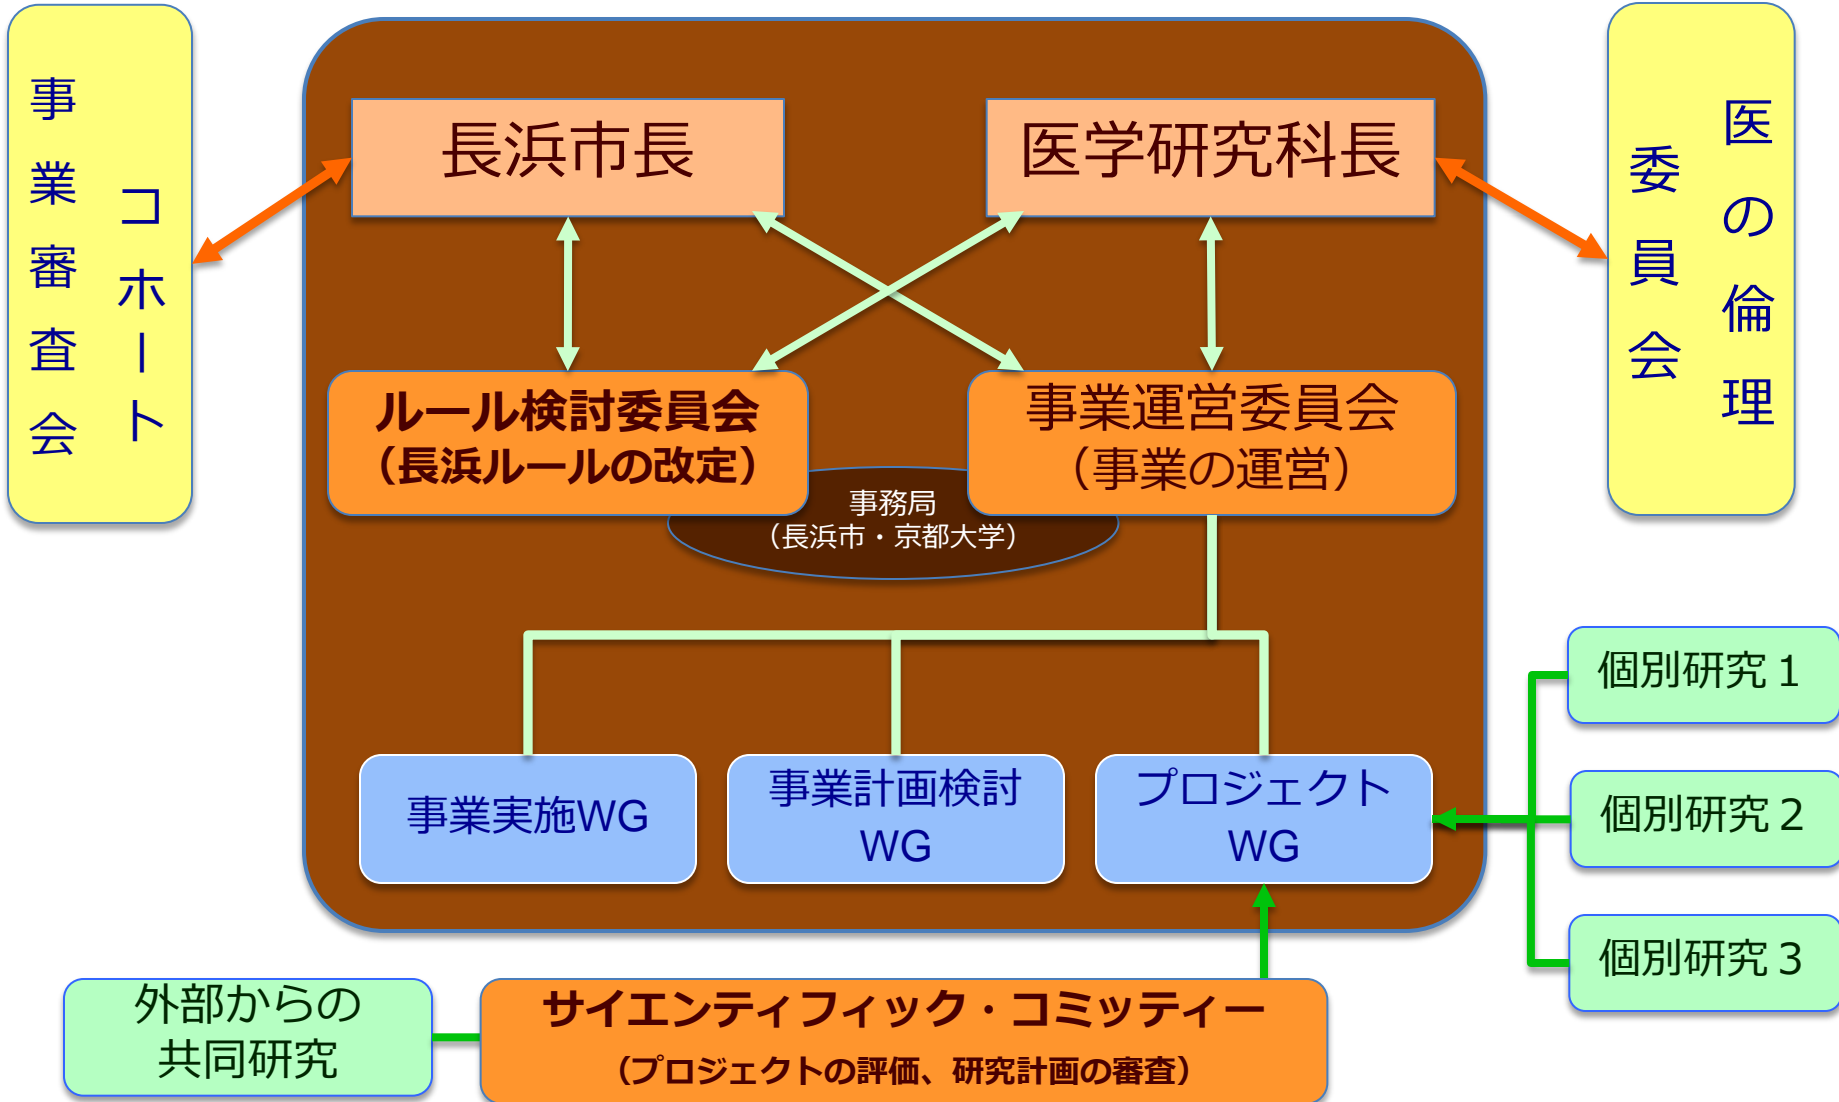 コホート
事業審査会
長浜市長
医学研究科長
医の倫理
委員会
ルール検討委員会
（長浜ルールの改定）
事業運営委員会
（事業の運営）
事務局
（長浜市・京都大学）
事業実施WG
事業計画検討
WG
プロジェクト
WG
個別研究１
個別研究２
個別研究３
外部からの
共同研究
サイエンティフィック・コミッティー
（プロジェクトの評価、研究計画の審査）